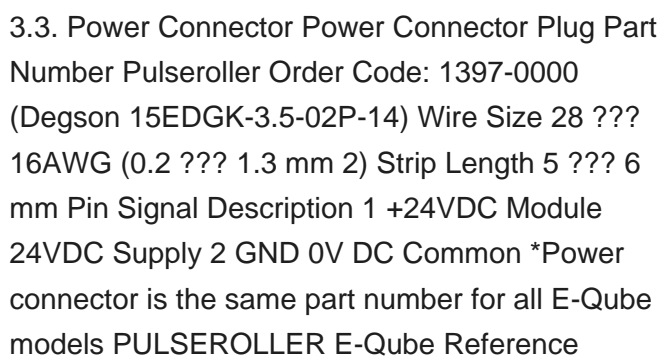 3.3. Power Connector Power Connector Plug Part
Number Pulseroller Order Code: 1397-0000
(Degson 15EDGK-3.5-02P-14) Wire Size 28 ???
16AWG (0.2 ??? 1.3 mm 2) Strip Length 5 ??? 6
mm Pin Signal Description 1 +24VDC Module
24VDC Supply 2 GND 0V DC Common *Power
connector is the same part number for all E-Qube
models PULSEROLLER E-Qube Reference